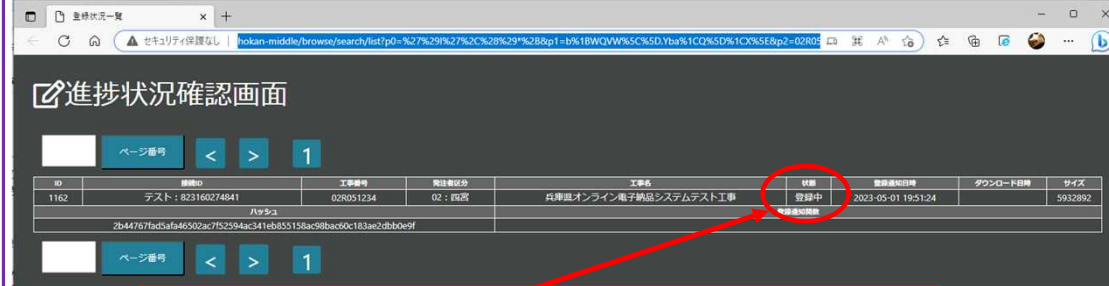 登録状況一覧
セキュリティ保護なし | hokan-middle/browse/search/list?p0=%27%29I%27%2C%28%29*%2B&p1=b%1BWQVW%5C%5D.Yba%1CQ%5D%1CX%5E&p2=02R05
進捗状況確認画面
ページ番号 < > 1
ID 接続ID 工事番号 発注者区分 工事名 状態 登録通知日時 ダウンロード日時 サイズ
1162 テスト:823160274841 02R051234 02:四宮 兵庫県オンライン電子納品システムテスト工事 登録中 2023-05-01 19:51:24 5932892
ハッシュ 登録通知関数
2b44767fad5afa46502ac7f52594ac341eb855158ac98bac60c183ae2dbb0e9f
ページ番号 < > 1